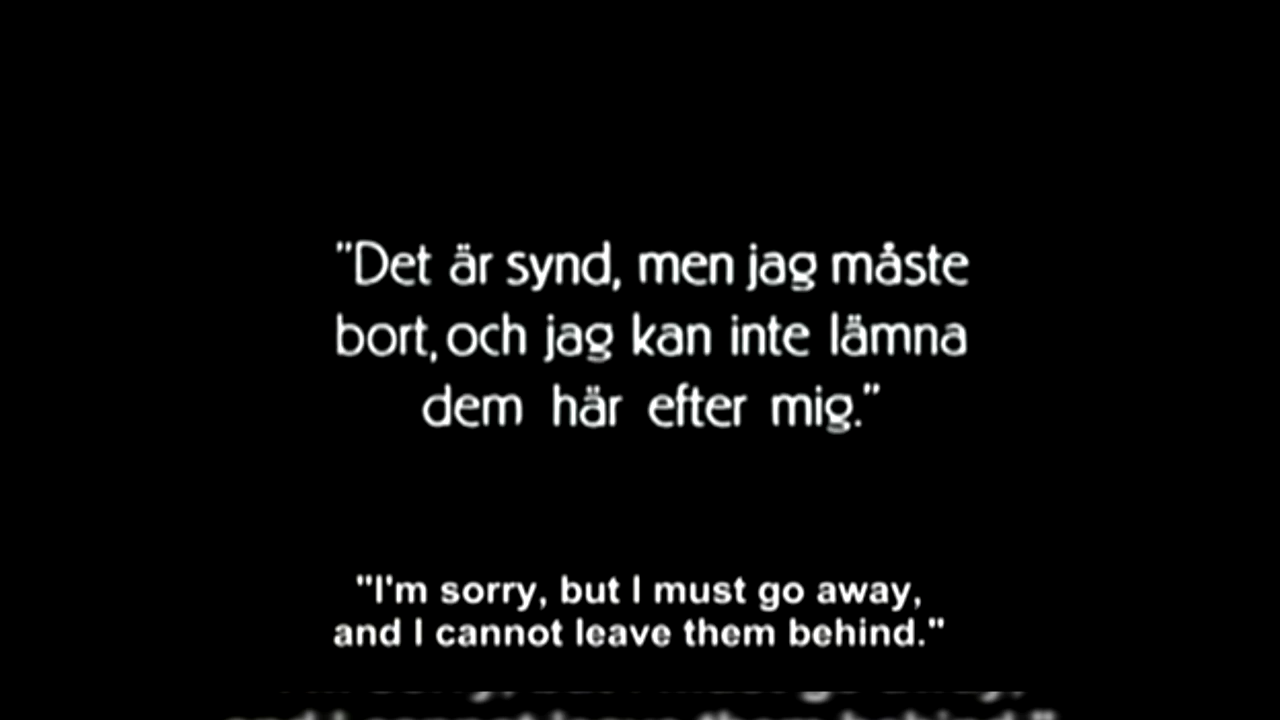 "Det är synd, men jag måste
bort, och jag kan inte lämna
dem här efter mig."
"I'm sorry, but I must go away,
and I cannot leave them behind."